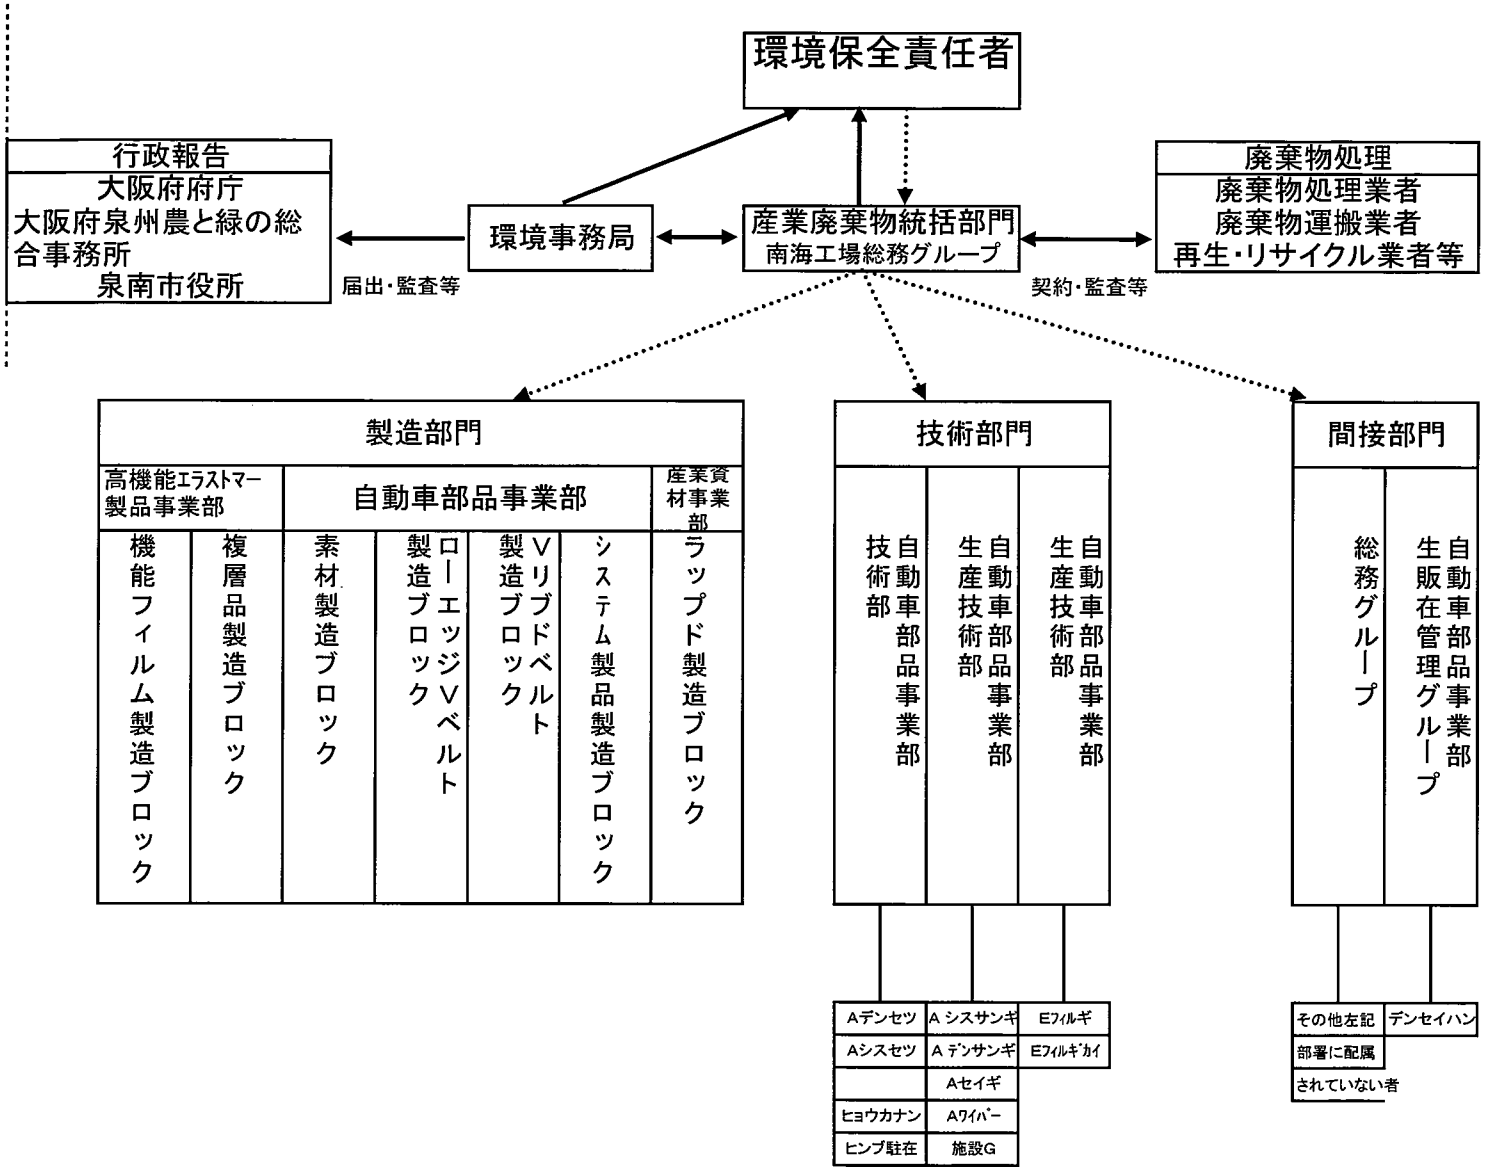 環境保全責任者
行政報告
大阪府府庁
大阪府泉州農と緑の総
合事務所
泉南市役所
環境事務局
届出・監査等
産業廃棄物統括部門
南海工場総務グループ
契約・監査等
廃棄物処理
廃棄物処理業者
廃棄物運搬業者
再生・リサイクル業者等
製造部門
高機能エラストマー
製品事業部
自動車部品事業部
産業資
材事業
部
機能フィルム製造ブロック
複層品製造ブロック
素材製造ブロック
ローエッジVベルト
製造ブロック
Vリブドベルト
製造ブロック
システム製品製造ブロック
ラップド製造ブロック
技術部門
自動車部品事業部
技術部
自動車部品事業部
生産技術部
自動車部品事業部
生産技術部
間接部門
総務グループ
自動車部品事業部
生販在管理グループ
Aデンセツ
Aシスセツ
ヒョウカナン
ヒンブ駐在
A シスサンギ
A デンサンギ
Aセイギ
Aワイパー
施設G
Eフィルギ
Eフィルギカイ
その他左記
部署に配属
されていない者
デンセイハン